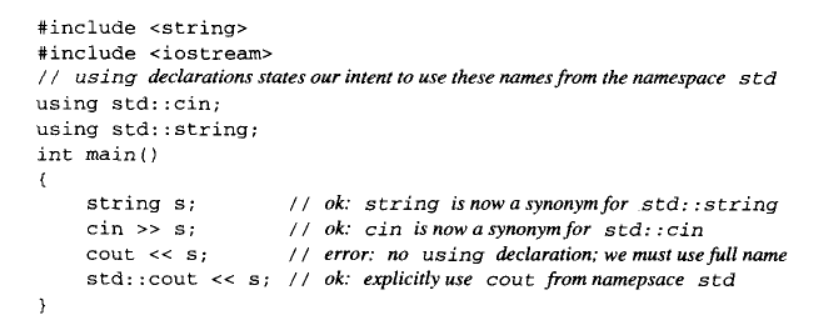 #include <string>
#include <iostream>
// using declarations states our intent to use these names from the namespace std
using std::cin;
using std::string;
int main()
{
    string s;         // ok: string is now a synonym for std::string
    cin >> s;         // ok: cin is now a synonym for std::cin
    cout << s;        // error: no using declaration; we must use full name
    std::cout << s; // ok: explicitly use cout from namepsace std
}